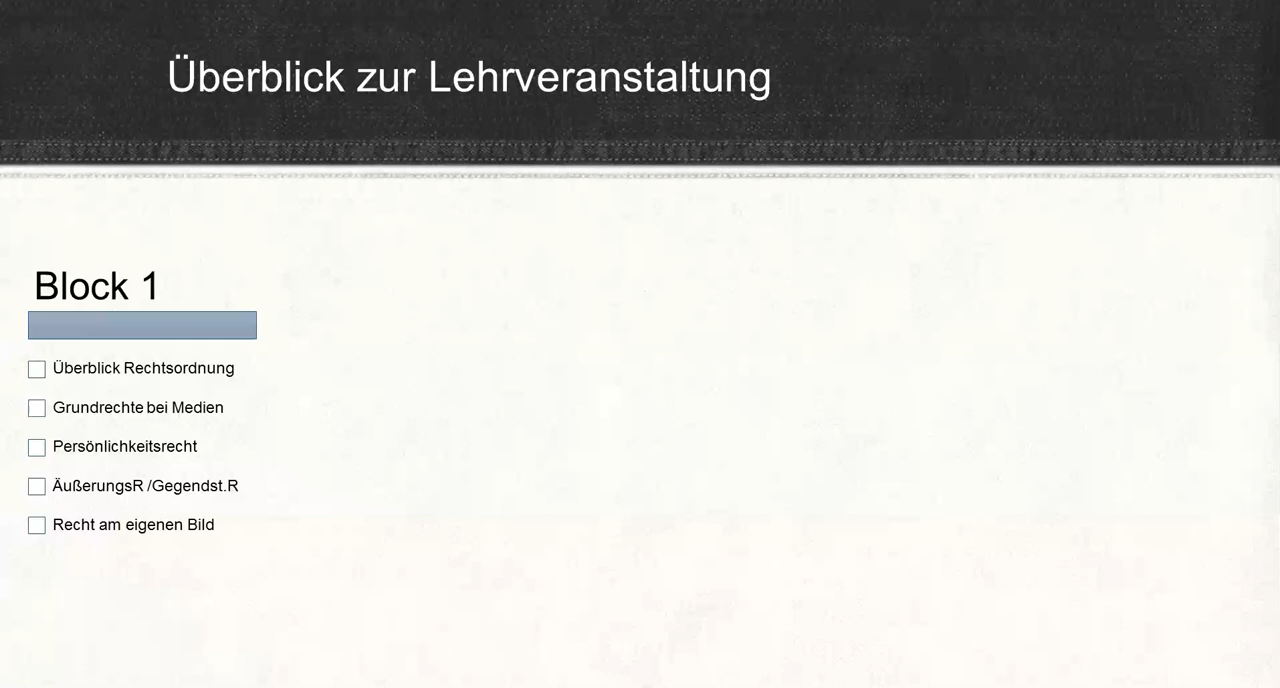 Überblick zur Lehrveranstaltung
Block 1
Überblick Rechtsordnung
Grundrechte bei Medien
Persönlichkeitsrecht
ÄußerungsR /Gegendst.R
Recht am eigenen Bild